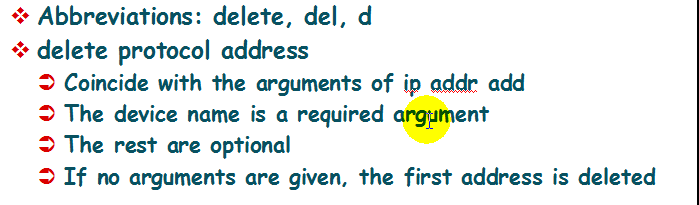 Abbreviations: delete, del, d
delete protocol address
Coincide with the arguments of ip addr add
The device name is a required argument
The rest are optional
If no arguments are given, the first address is deleted